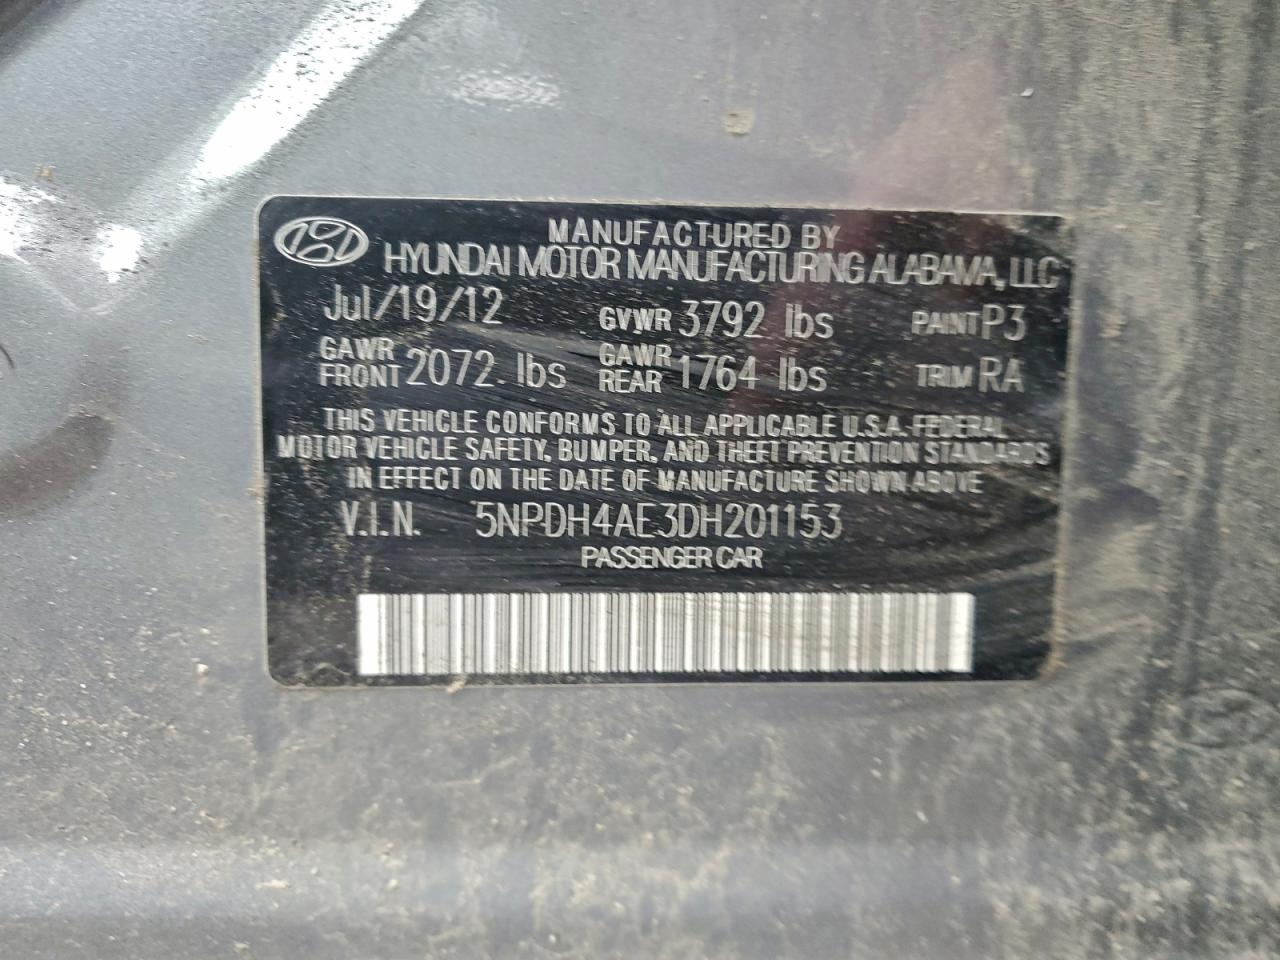 MANUFACTURED BY
HYUNDAI MOTOR MANUFACTURING ALABAMA, LLC
Jul/19/12 GVWR 3792 lbs PAINT P3
GAWR FRONT 2072 lbs GAWR REAR 1764 lbs TRIM RA
THIS VEHICLE CONFORMS TO ALL APPLICABLE U.S.A. FEDERAL
MOTOR VEHICLE SAFETY, BUMPER, AND THEFT PREVENTION STANDARDS
IN EFFECT ON THE DATE OF MANUFACTURE SHOWN ABOVE
V.I.N. 5NPDH4AE3DH201153
PASSENGER CAR